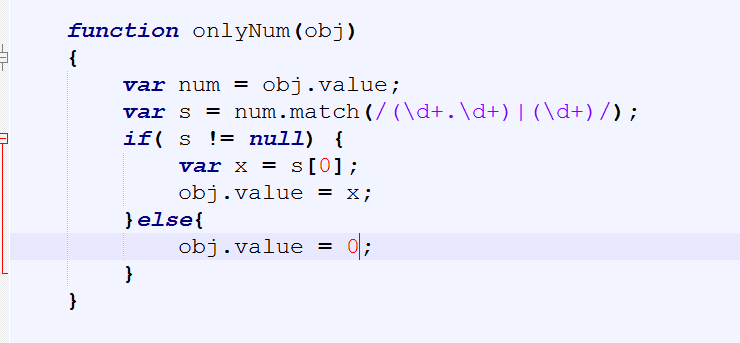 function onlyNum(obj)
{
    var num = obj.value;
    var s = num.match(/(\d+.\d+)|(\d+)/);
    if( s != null) {
        var x = s[0];
        obj.value = x;
    }else{
        obj.value = 0;
    }
}